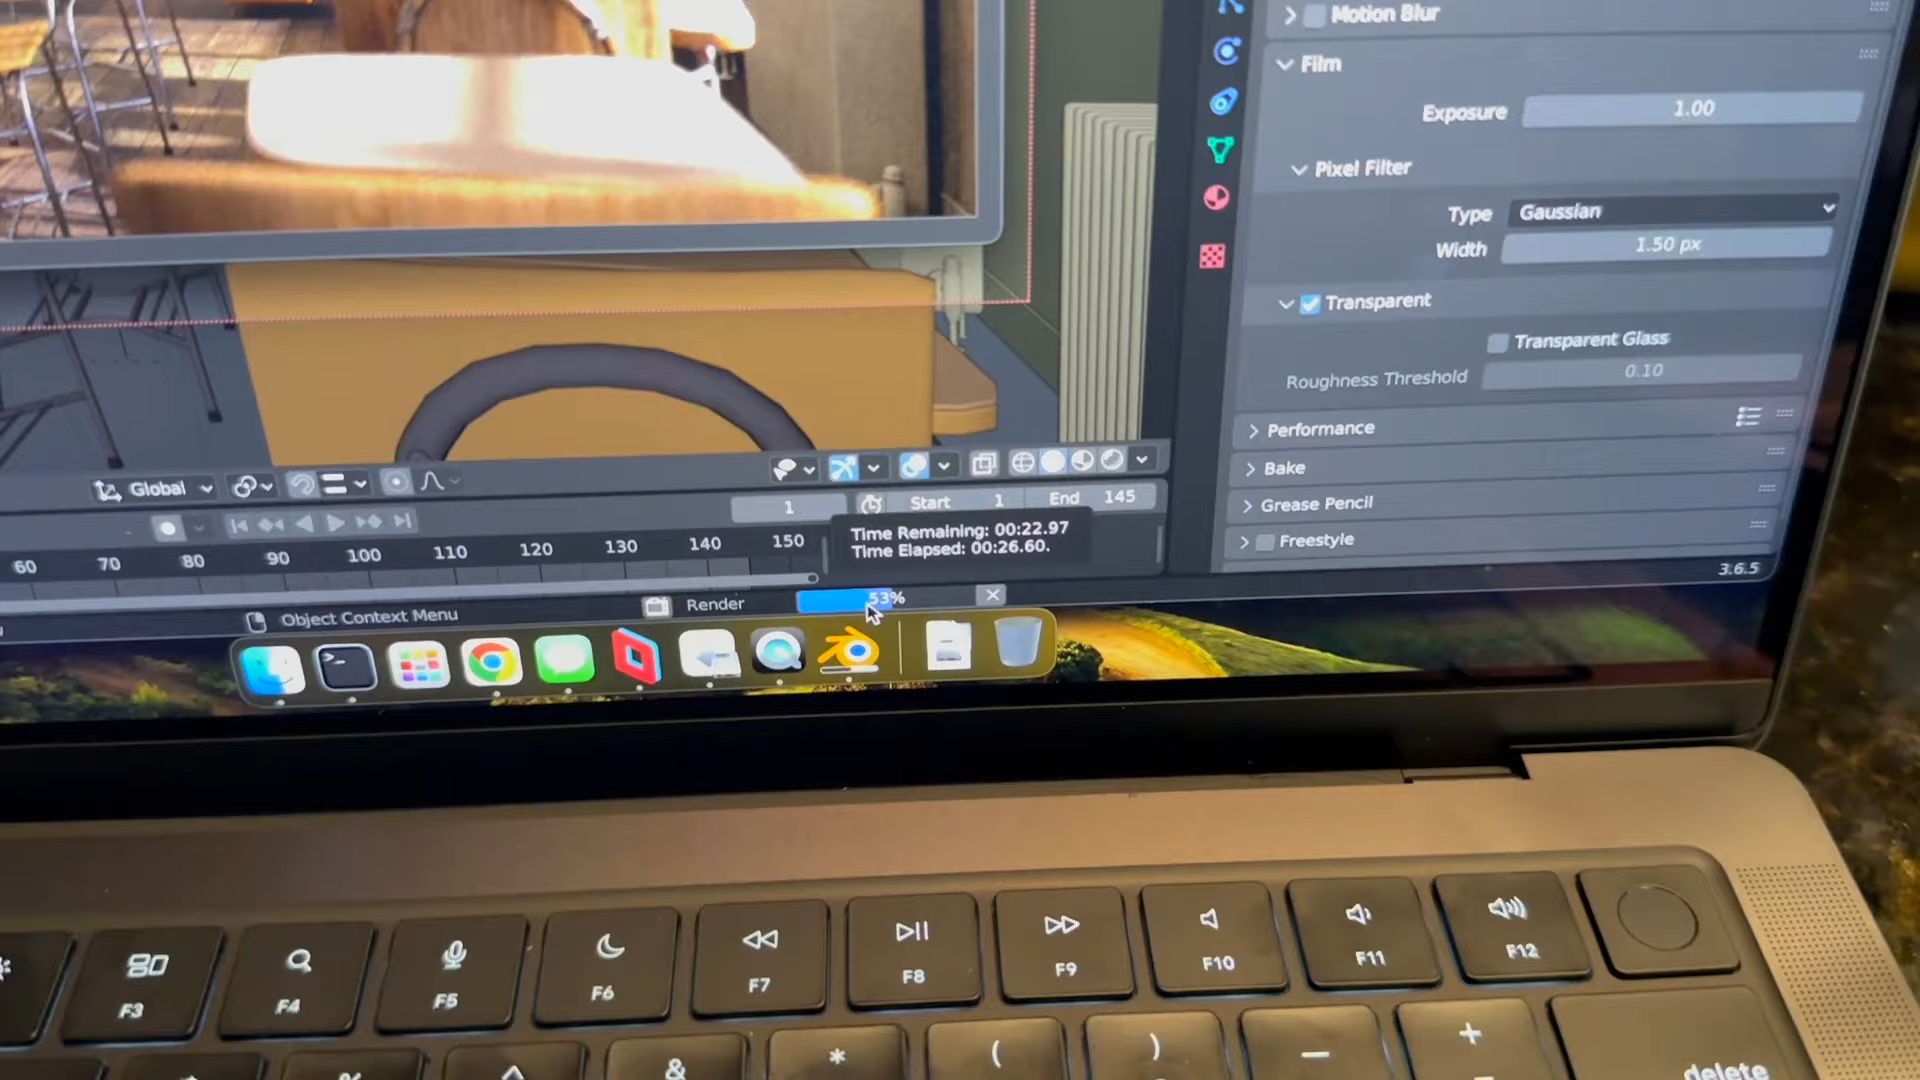 Motion Blur
Film
Exposure 1.00
Pixel Filter
Type Gaussian
Width 1.50 px
Transparent
Transparent Glass
Roughness Threshold 0.10
Performance
Bake
Grease Pencil
Freestyle
3.6.5
Global
1 Start 1 End 145
Time Remaining: 00:22.97
Time Elapsed: 00:26.60.
60 70 80 90 100 110 120 130 140 150
Object Context Menu Render 53%
F3 F4 F5 F6 F7 F8 F9 F10 F11 F12
& * ( ) — +
delete